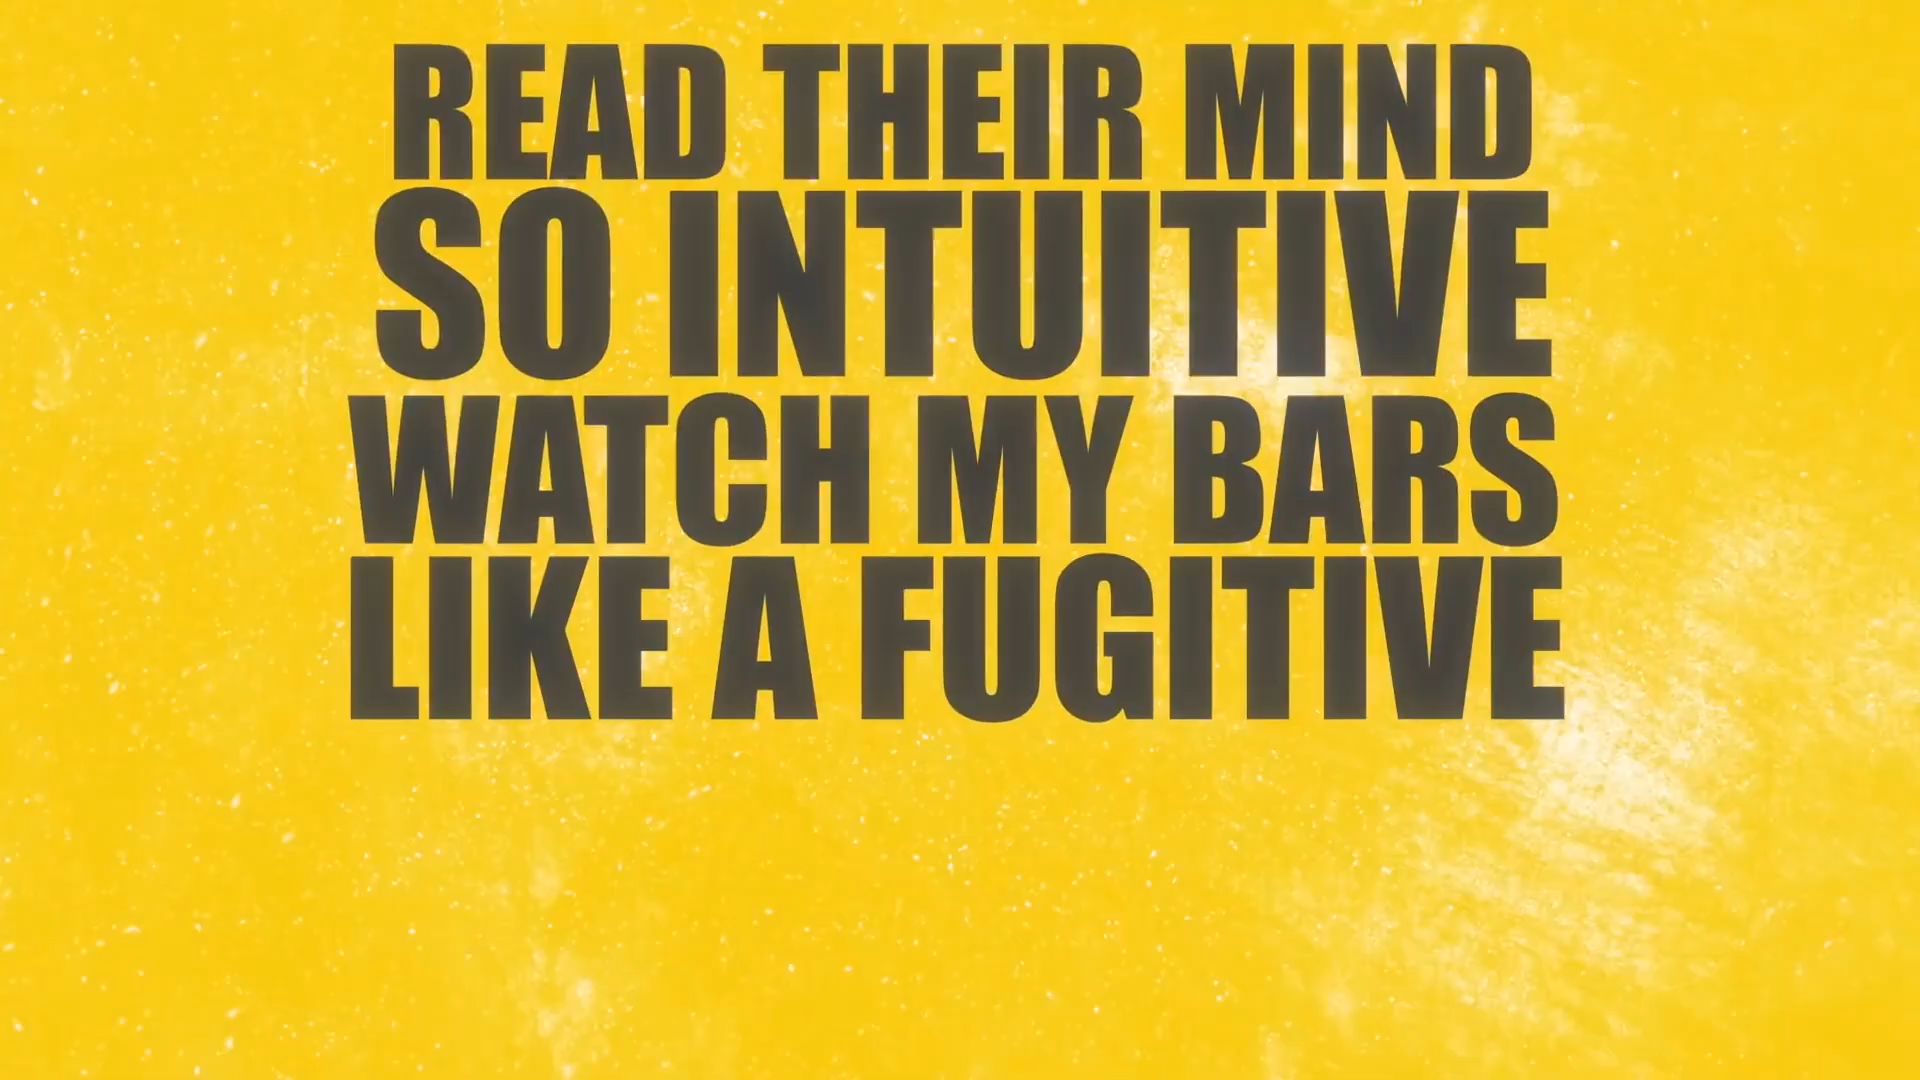 READ THEIR MIND
SO INTUITIVE
WATCH MY BARS
LIKE A FUGITIVE